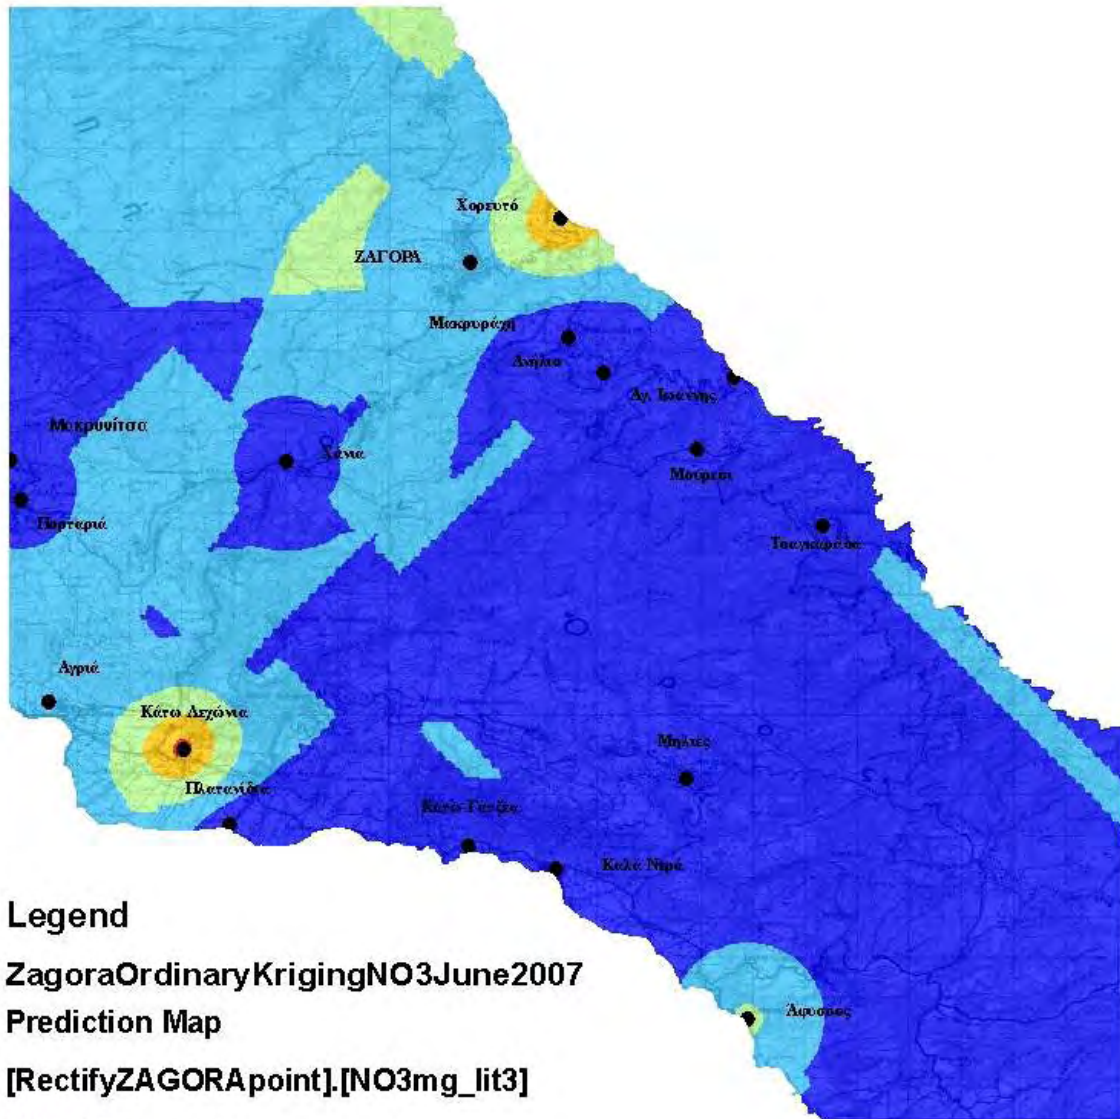 Χορευτό
ΖΑΓΟΡΑ
Μακρυράχη
Ανήλιο
Αγ. Ιωάννης
Μακρυνίτσα
Χάνια
Μούρεσι
Πορταριά
Τσαγκαράδα
Αγριά
Κάτω Λεχώνια
Μηλιές
Πλατανίδια
Κάτω Γατζέα
Καλά Νερά
Άφυσσος
Legend
ZagoraOrdinaryKrigingNO3June2007
Prediction Map
[RectifyZAGORApoint].[NO3mg_lit3]